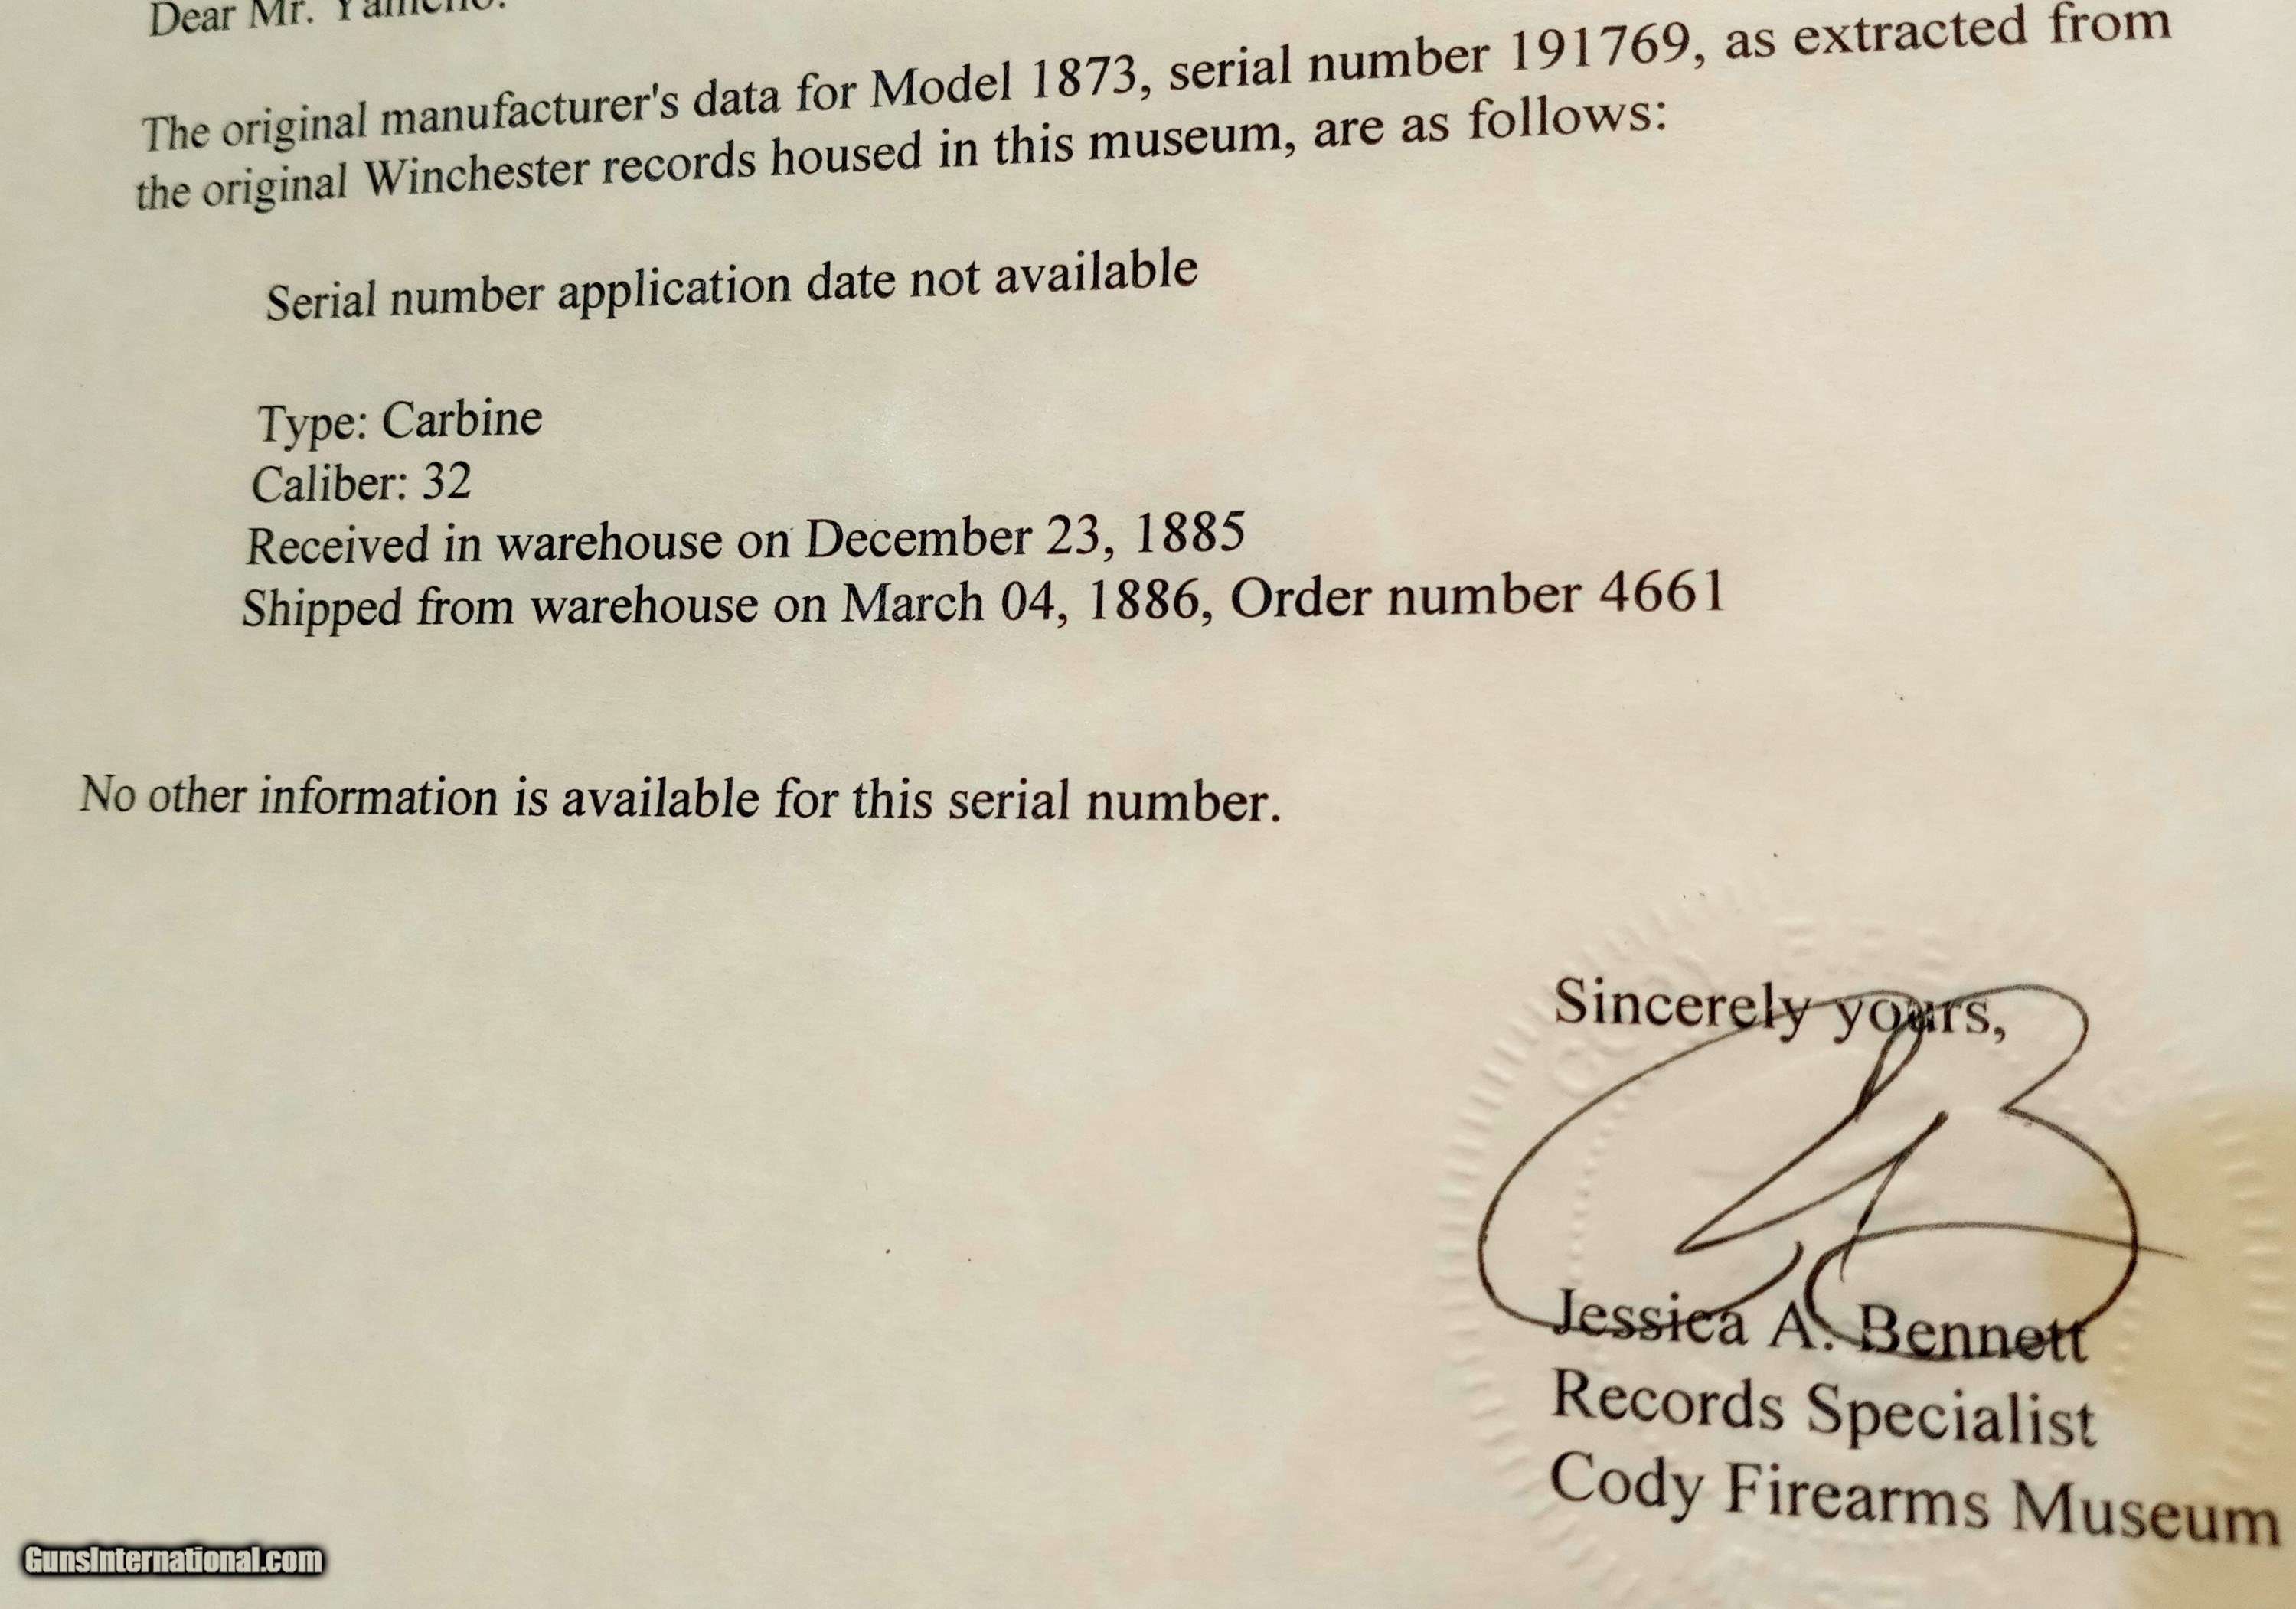 Dear Mr.
The original manufacturer's data for Model 1873, serial number 191769, as extracted from
the original Winchester records housed in this museum, are as follows:
Serial number application date not available
Type: Carbine
Caliber: 32
Received in warehouse on December 23, 1885
Shipped from warehouse on March 04, 1886, Order number 4661
No other information is available for this serial number.
Sincerely yours,
Jessica A. Bennett
Records Specialist
Cody Firearms Museum
GunsInternational.com